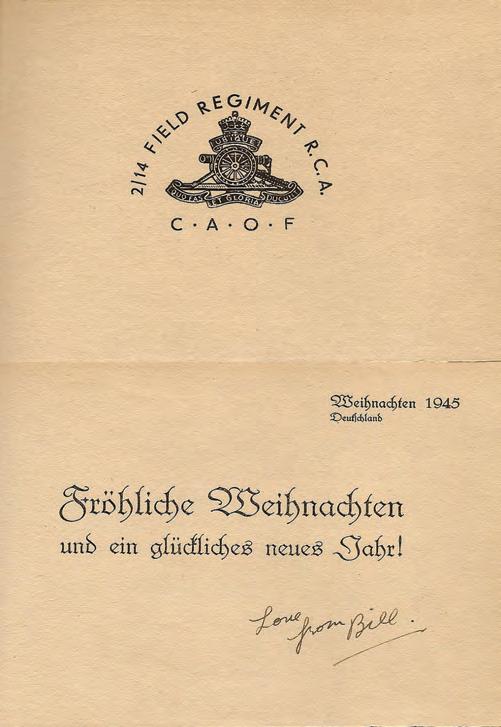 2/14 FIELD REGIMENT R.C.A.
UBIQUE
QUO FAS
ET GLORIA
DUCUNT
C·A·O·F
Weihnachten 1945
Deutschland
Fröhliche Weihnachten
und ein glückliches neues Jahr!
Love from Bill.